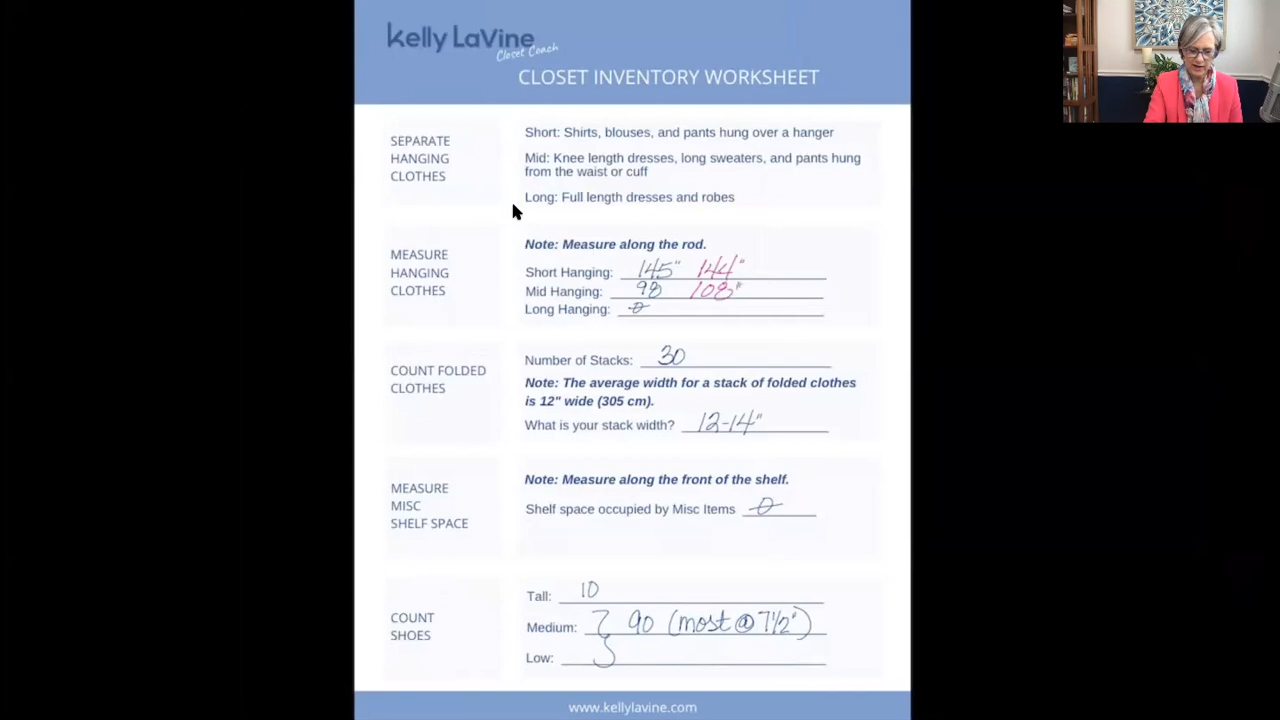 Kelly LaVine
Closet Coach
CLOSET INVENTORY WORKSHEET
SEPARATE
HANGING
CLOTHES
Short: Shirts, blouses, and pants hung over a hanger
Mid: Knee length dresses, long sweaters, and pants hung
from the waist or cuff
Long: Full length dresses and robes
MEASURE
HANGING
CLOTHES
Note: Measure along the rod.
Short Hanging: 145" 144"
Mid Hanging: 98 108"
Long Hanging: 0
COUNT FOLDED
CLOTHES
Number of Stacks: 30
Note: The average width for a stack of folded clothes
is 12" wide (305 cm).
What is your stack width? 12-14"
MEASURE
MISC
SHELF SPACE
Note: Measure along the front of the shelf.
Shelf space occupied by Misc Items 0
COUNT
SHOES
Tall: 10
Medium: 90 (most @ 7 1/2")
Low:
www.kellylavine.com